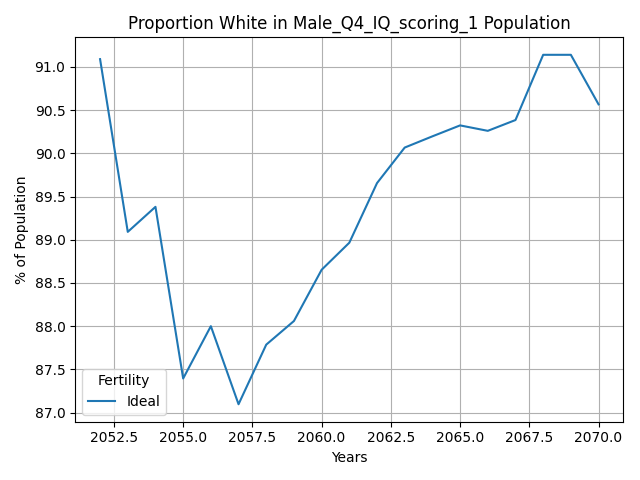 Proportion White in Male_Q4_IQ_scoring_1 Population
% of Population
91.0
90.5
90.0
89.5
89.0
88.5
88.0
87.5
87.0
Fertility
Ideal
2052.5 2055.0 2057.5 2060.0 2062.5 2065.0 2067.5 2070.0
Years